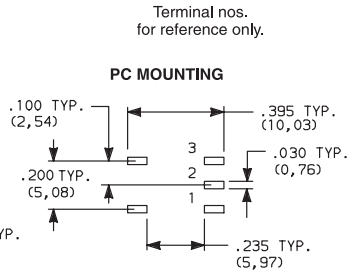 Terminal nos.
for reference only.
PC MOUNTING
.100 TYP.
(2,54)
.395 TYP.
(10,03)
3
.030 TYP.
(0,76)
2
.200 TYP.
(5,08)
1
YP.
.235 TYP.
(5,97)